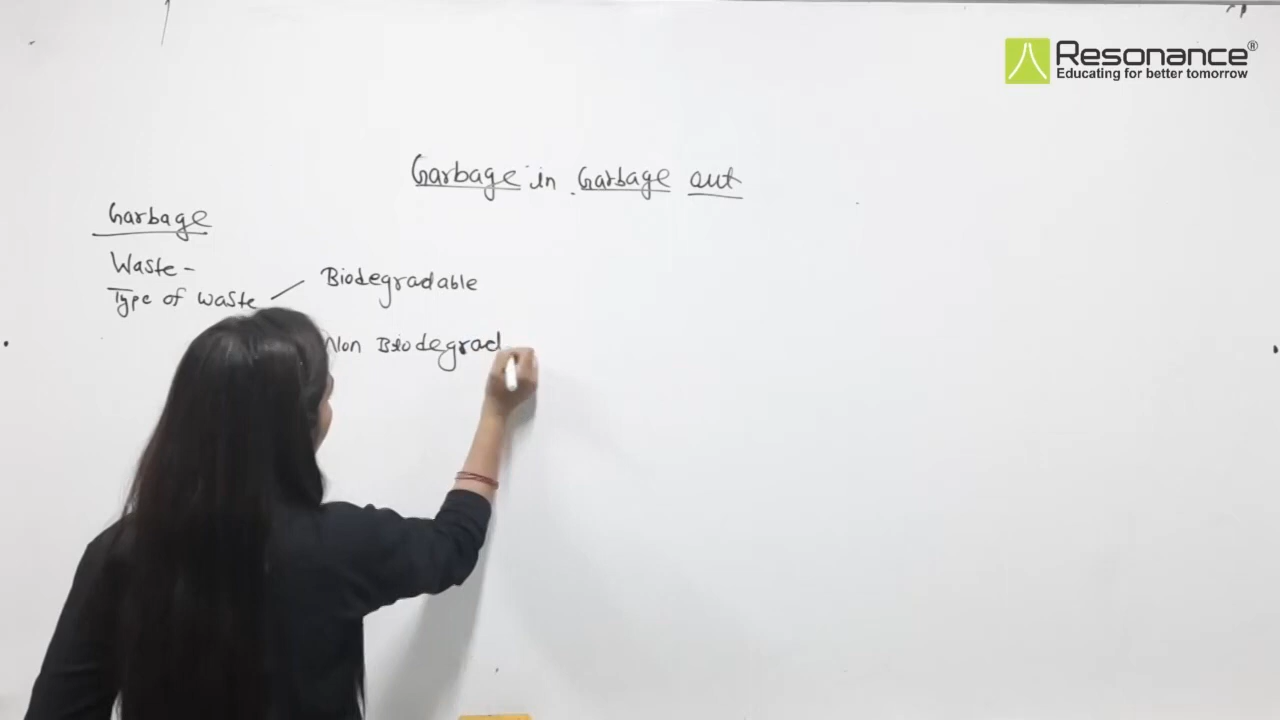 Resonance®
Educating for better tomorrow
Garbage in Garbage out
Garbage
Waste -
Type of waste
Biodegradable
Non Biodegrad